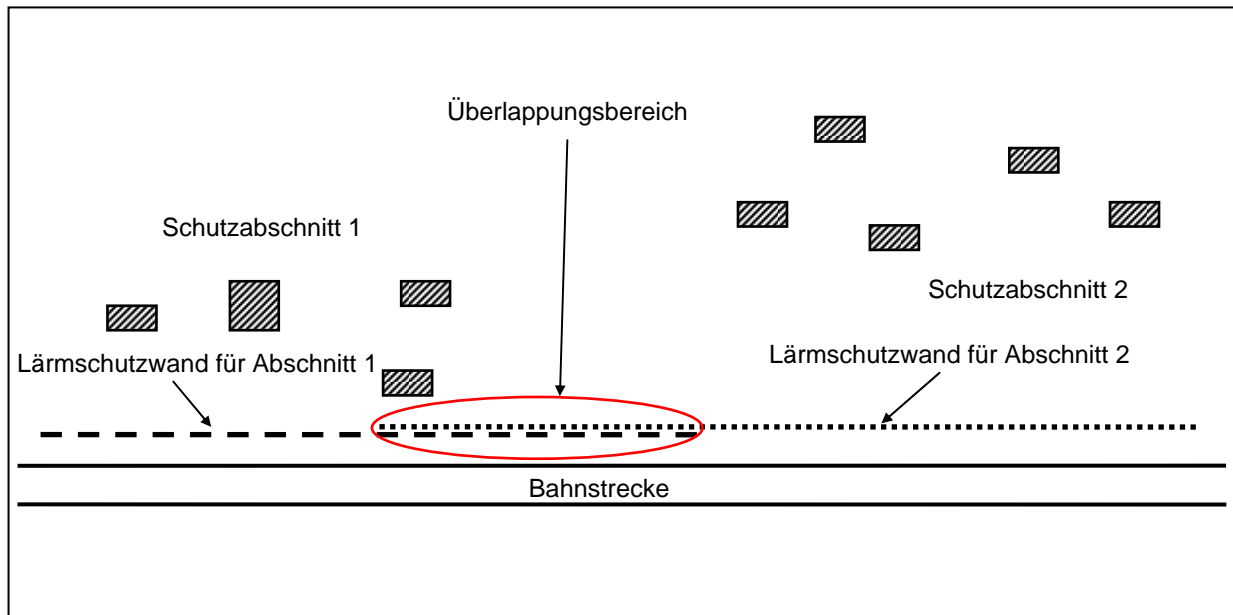 Überlappungsbereich
Schutzabschnitt 1
Schutzabschnitt 2
Lärmschutzwand für Abschnitt 1
Lärmschutzwand für Abschnitt 2
Bahnstrecke